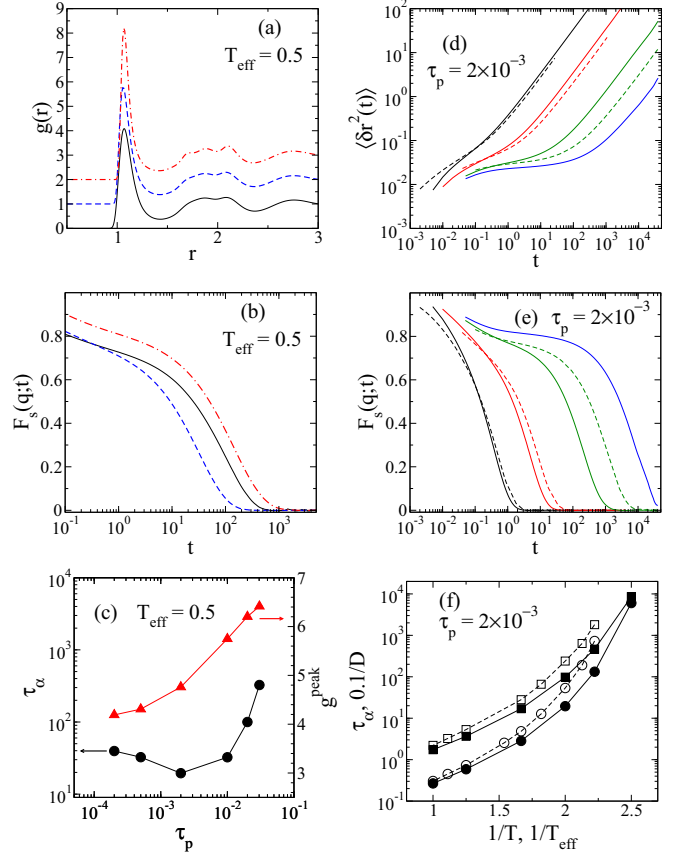 (a)
T_eff = 0.5
g(r)
9
8
7
6
5
4
3
2
1
0
0 1 2 3
r
(d)
τ_p = 2×10^-3
⟨δr^2(t)⟩
10^2
10^1
10^0
10^-1
10^-2
10^-3
10^-3 10^-2 10^-1 10^0 10^1 10^2 10^3 10^4
t
(b)
T_eff = 0.5
F_s(q;t)
0.8
0.6
0.4
0.2
0
10^-1 10^0 10^1 10^2 10^3
t
(e) τ_p = 2×10^-3
F_s(q;t)
0.8
0.6
0.4
0.2
0
10^-3 10^-2 10^-1 10^0 10^1 10^2 10^3 10^4
t
(c) T_eff = 0.5
τ_α
10^4
10^3
10^2
10^1
g^peak
6
5
4
3
10^-4 10^-3 10^-2 10^-1
τ_p
(f)
τ_p = 2×10^-3
τ_α, 0.1/D
10^4
10^3
10^2
10^1
10^0
10^-1
1 1.5 2 2.5
1/T, 1/T_eff